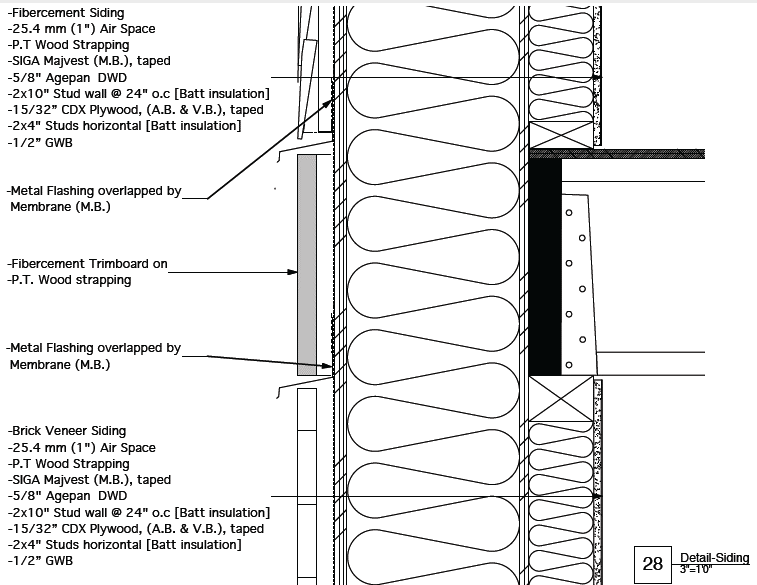 -Fibercement Siding
-25.4 mm (1") Air Space
-P.T Wood Strapping
-SIGA Majvest (M.B.), taped
-5/8" Agepan  DWD
-2x10" Stud wall @ 24" o.c [Batt insulation]
-15/32” CDX Plywood, (A.B. & V.B.), taped
-2x4" Studs horizontal [Batt insulation]
-1/2” GWB
-Metal Flashing overlapped by
Membrane (M.B.)
-Fibercement Trimboard on
-P.T. Wood strapping
-Metal Flashing overlapped by
Membrane (M.B.)
-Brick Veneer Siding
-25.4 mm (1") Air Space
-P.T Wood Strapping
-SIGA Majvest (M.B.), taped
-5/8" Agepan  DWD
-2x10" Stud wall @ 24" o.c [Batt insulation]
-15/32” CDX Plywood, (A.B. & V.B.), taped
-2x4" Studs horizontal [Batt insulation]
-1/2” GWB
28 Detail-Siding
3"=1'0"